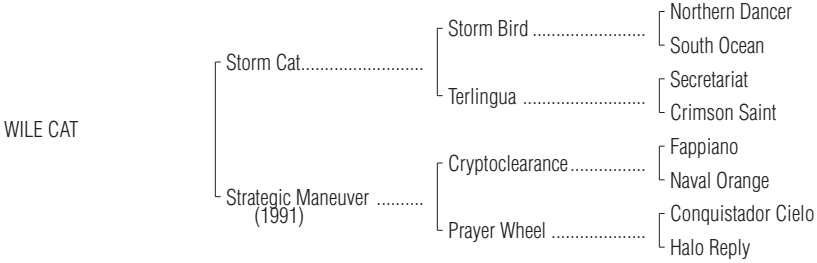 Northern Dancer
Storm Bird ........................
South Ocean
Storm Cat..........................
Secretariat
Terlingua ..........................
Crimson Saint
WILE CAT
Fappiano
Cryptoclearance................
Naval Orange
Strategic Maneuver ..........
(1991)
Conquistador Cielo
Prayer Wheel ....................
Halo Reply